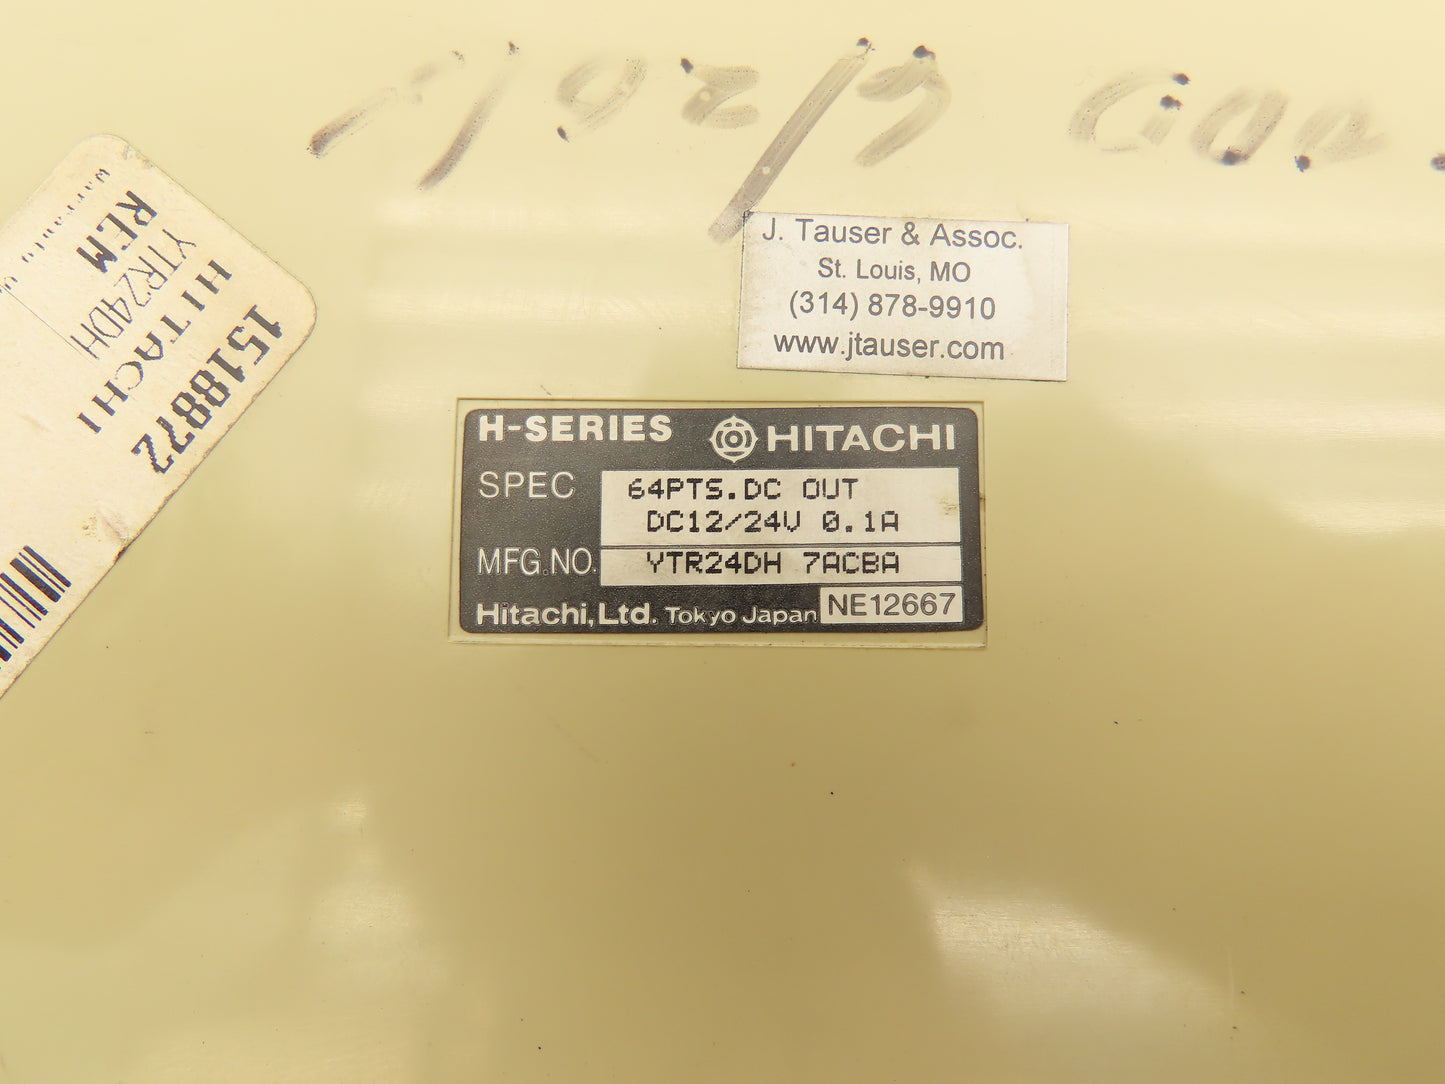 J. Tauser & Assoc.
St. Louis, MO
(314) 878-9910
www.jtauser.com
Warranty
REM
YTR24DH
HITACHI
1518872
H-SERIES HITACHI
SPEC 64PTS.DC OUT
DC12/24V 0.1A
MFG.NO. YTR24DH 7ACBA
Hitachi,Ltd. Tokyo Japan NE12667